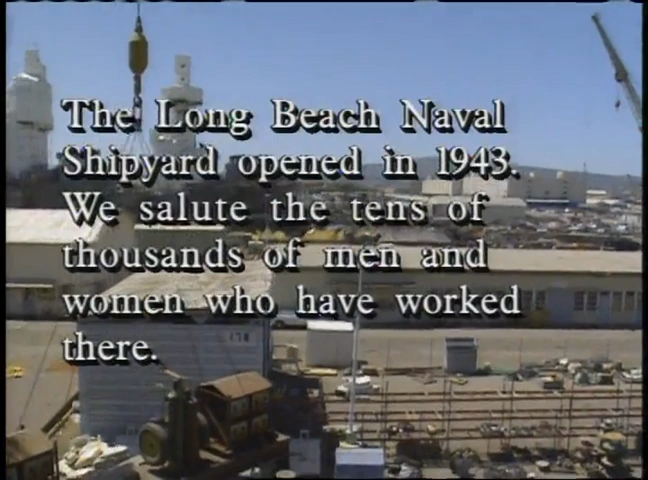 The Long Beach Naval
Shipyard opened in 1943.
We salute the tens of
thousands of men and
women who have worked
there.
178